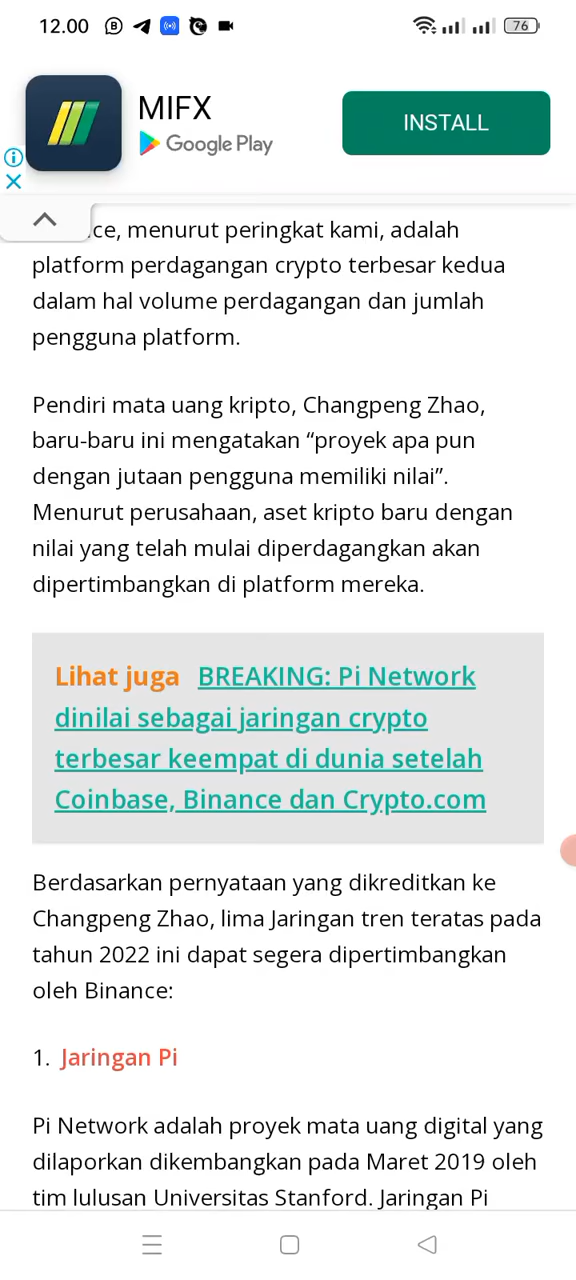 12.00
76
MIFX
Google Play
INSTALL
ce, menurut peringkat kami, adalah
platform perdagangan crypto terbesar kedua
dalam hal volume perdagangan dan jumlah
pengguna platform.
Pendiri mata uang kripto, Changpeng Zhao,
baru-baru ini mengatakan “proyek apa pun
dengan jutaan pengguna memiliki nilai”.
Menurut perusahaan, aset kripto baru dengan
nilai yang telah mulai diperdagangkan akan
dipertimbangkan di platform mereka.
Lihat juga BREAKING: Pi Network
dinilai sebagai jaringan crypto
terbesar keempat di dunia setelah
Coinbase, Binance dan Crypto.com
Berdasarkan pernyataan yang dikreditkan ke
Changpeng Zhao, lima Jaringan tren teratas pada
tahun 2022 ini dapat segera dipertimbangkan
oleh Binance:
1. Jaringan Pi
Pi Network adalah proyek mata uang digital yang
dilaporkan dikembangkan pada Maret 2019 oleh
tim lulusan Universitas Stanford. Jaringan Pi